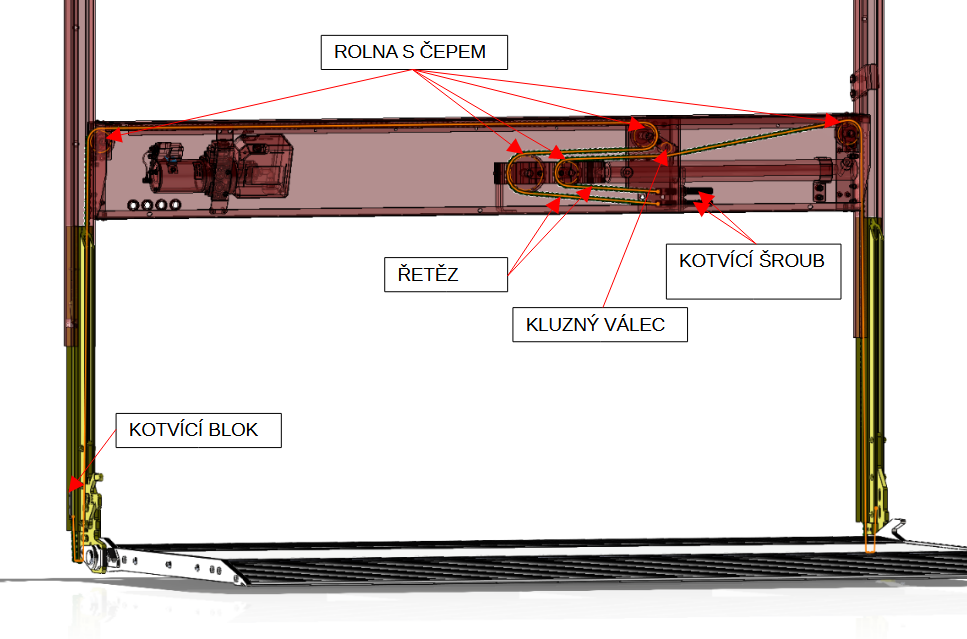 ROLNA S ČEPEM
ŘETĚZ
KOTVÍCÍ ŠROUB
KLUZNÝ VÁLEC
KOTVÍCÍ BLOK